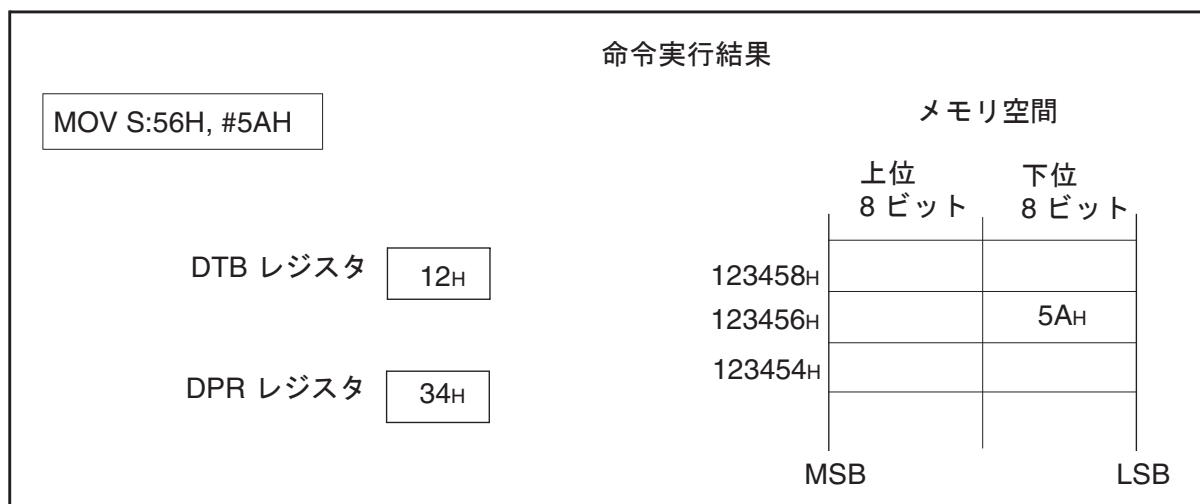 命令実行結果
MOV S:56H, #5AH
メモリ空間
上位
8 ビット
下位
8 ビット
DTB レジスタ
12H
123458H
123456H
5AH
123454H
DPR レジスタ
34H
MSB
LSB